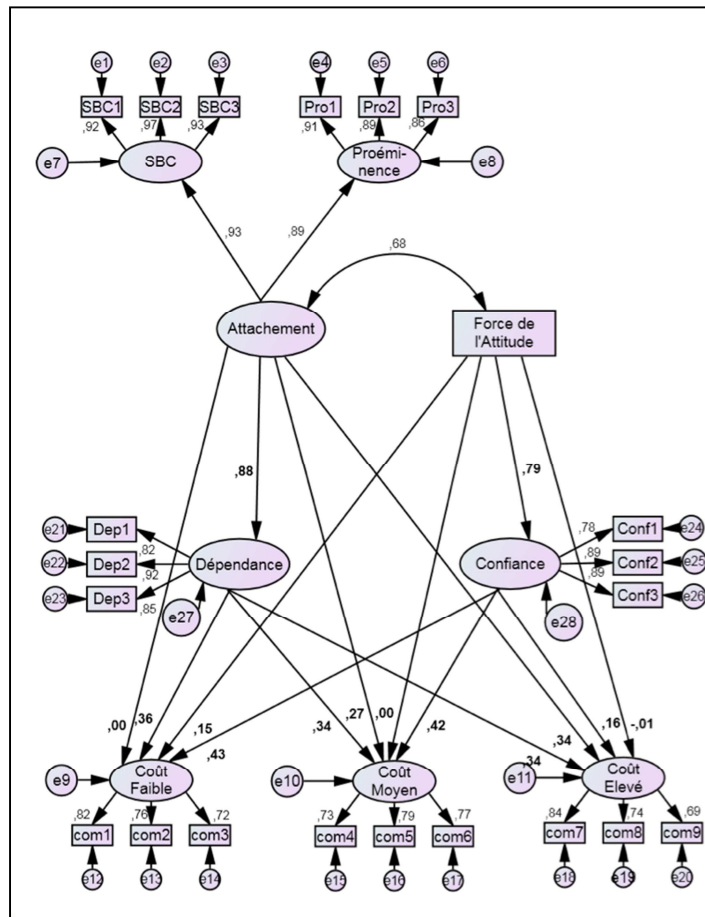 e1
e2
e3
e4
e5
e6
SBC1
SBC2
SBC3
Pro1
Pro2
Pro3
,92
,97
,93
,91
,89
,86
e7
SBC
Proémi-
nence
e8
,93
,89
,68
Attachement
Force de
l'Attitude
,88
,79
e21
Dep1
e22
Dep2
e23
Dep3
,82
,92
,85
Dépendance
e27
Confiance
e28
,78
,89
,89
Conf1
e24
Conf2
e25
Conf3
e26
,00
,36
,15
,43
,34
,27
,00
,42
,34
,34
,16
-,01
e9
Coût
Faible
e10
Coût
Moyen
e11
Coût
Elevé
,82
,76
,72
,73
,79
,77
,84
,74
,69
com1
com2
com3
com4
com5
com6
com7
com8
com9
e12
e13
e14
e15
e16
e17
e18
e19
e20